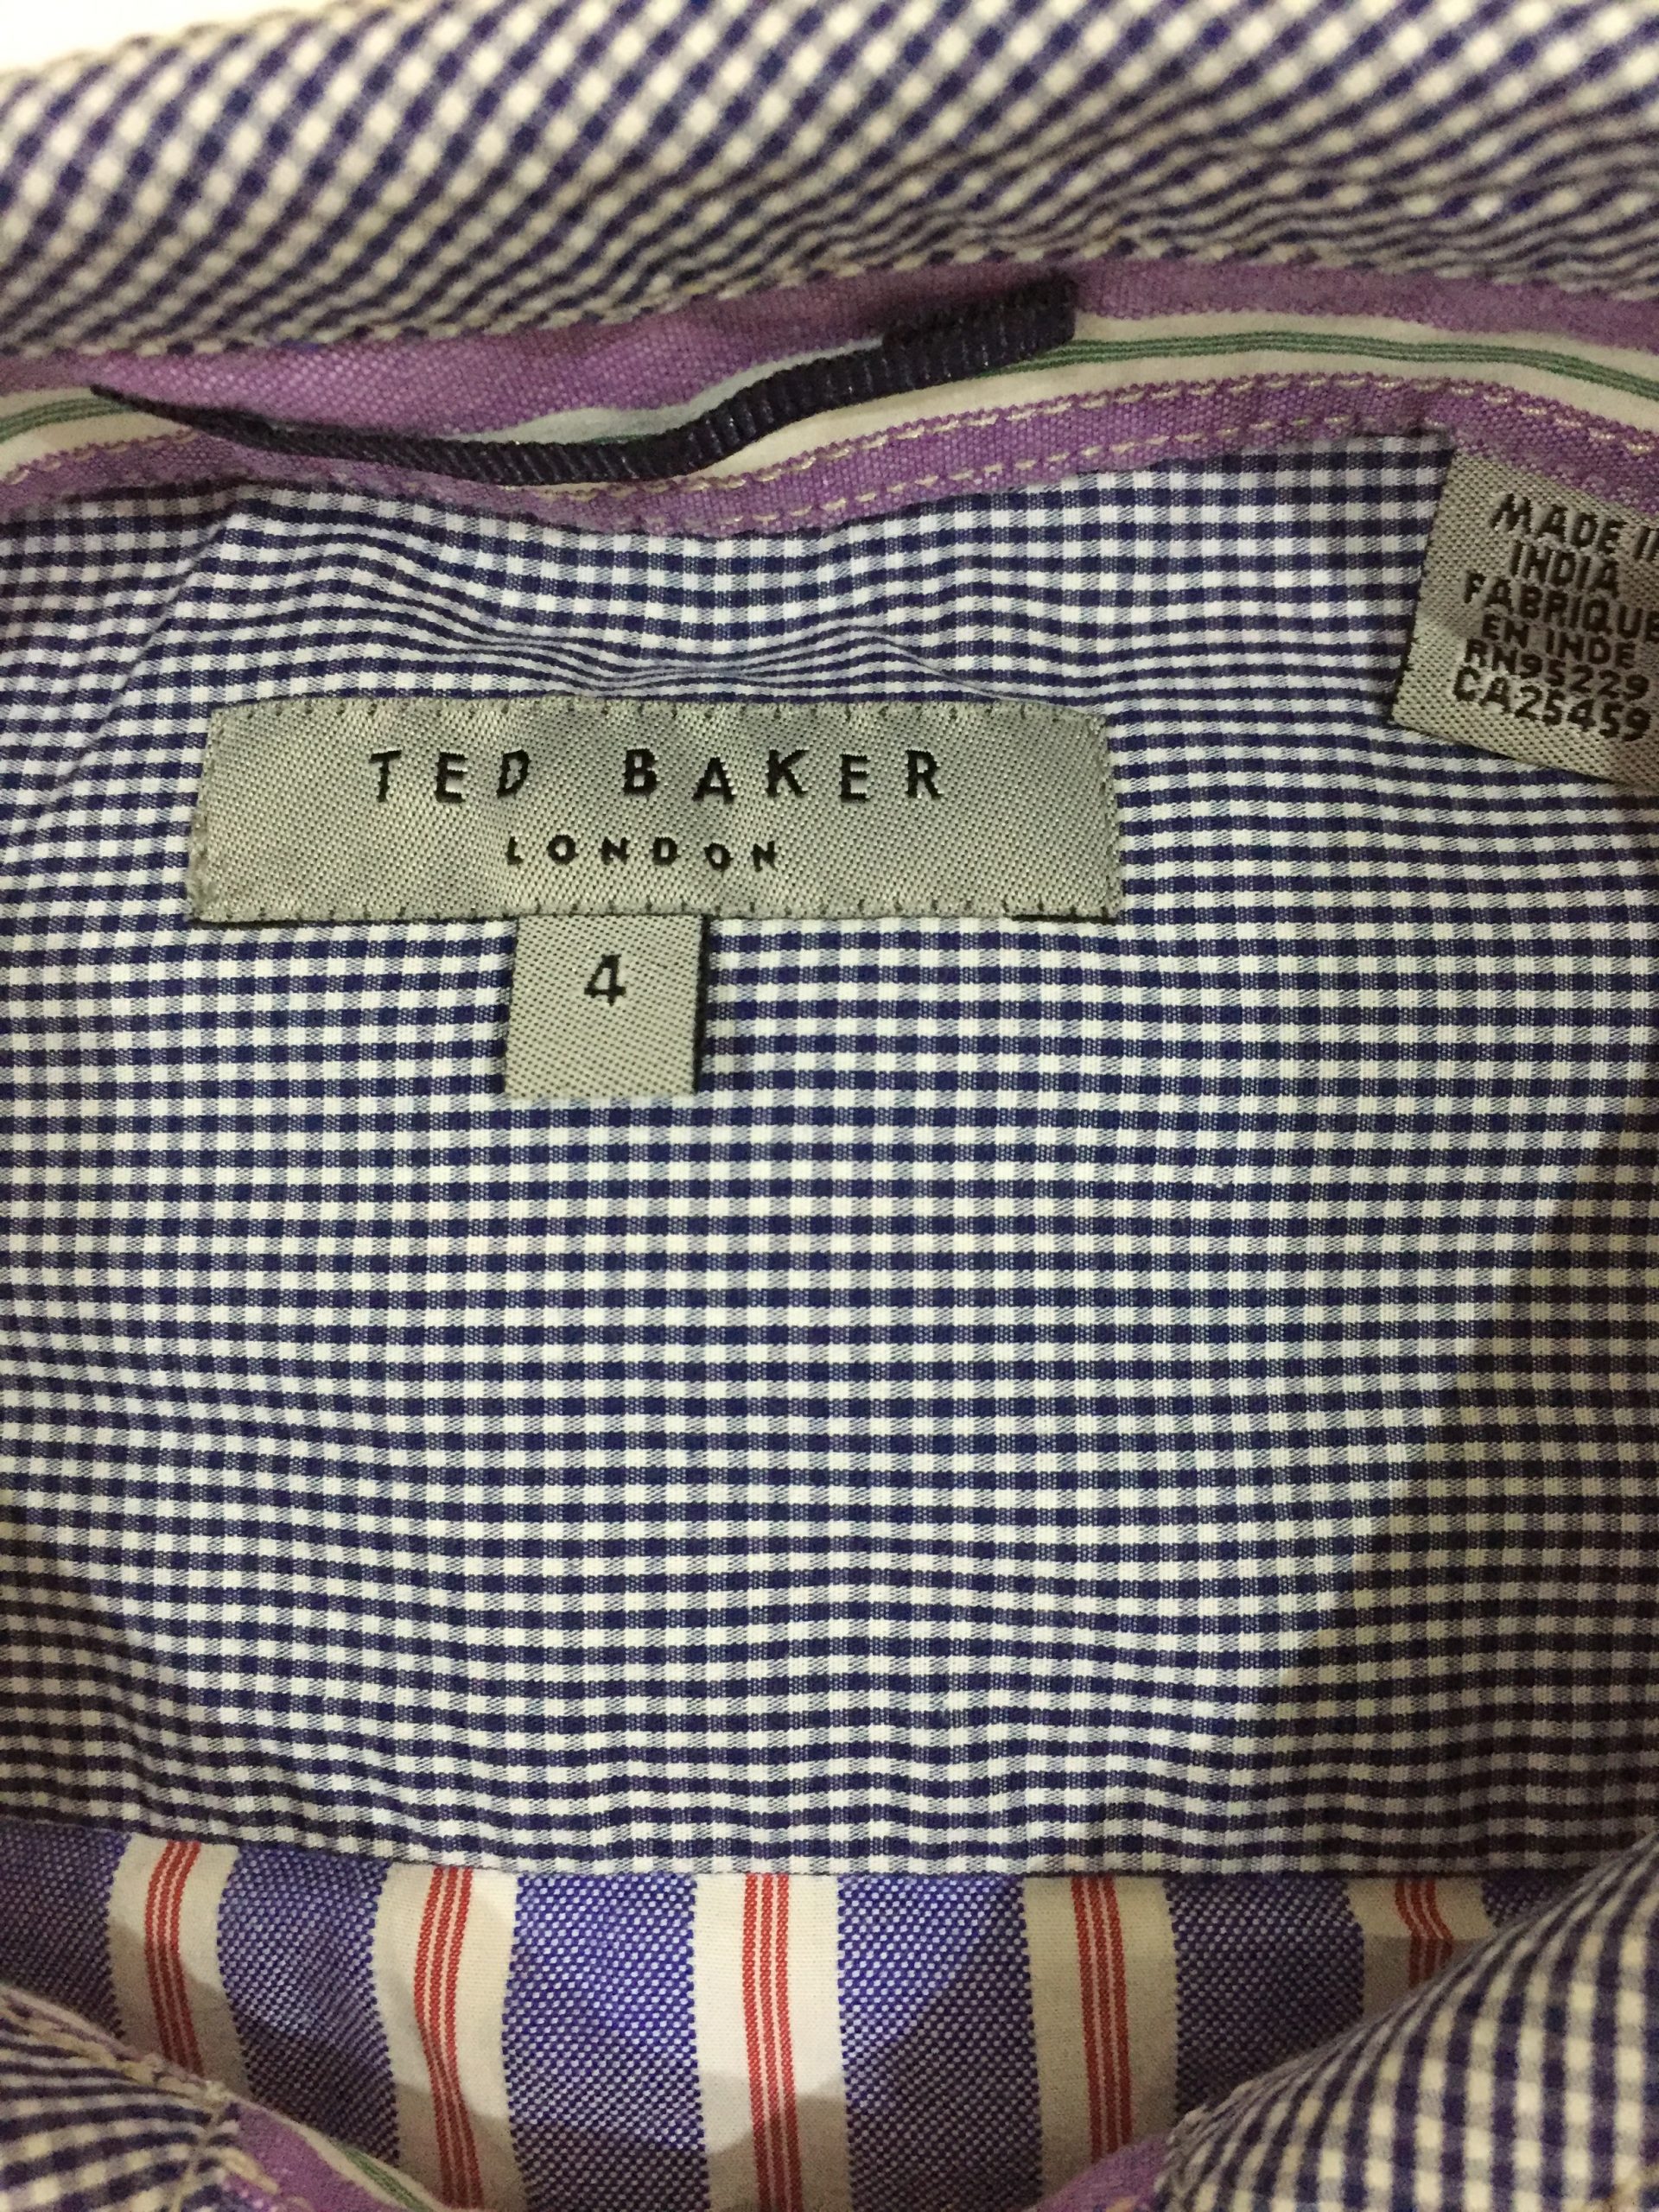 TED BAKER
LONDON
4
MADE
INDIA
FABRIQUE
EN INDE
RN95229
CA25459